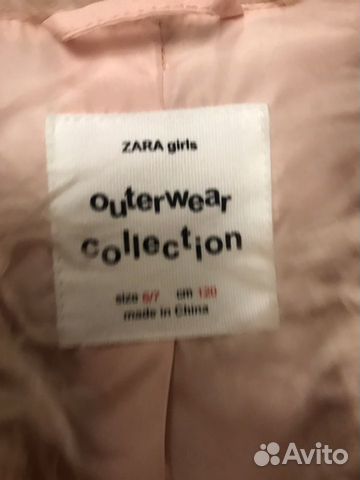 ZARA girls
outerwear
collection
size 6/7 cm 120
made in China
Avito